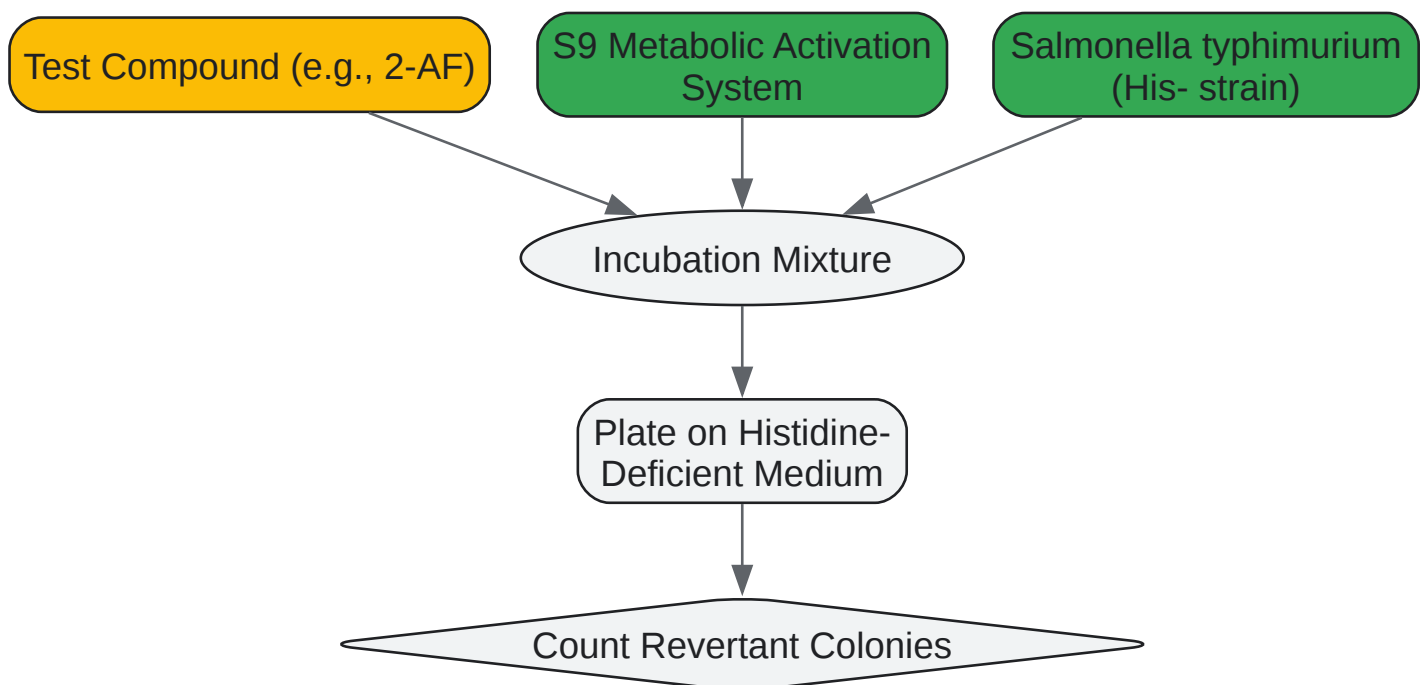 Test Compound (e.g., 2-AF)
S9 Metabolic Activation
System
Salmonella typhimurium
(His- strain)
Incubation Mixture
Plate on Histidine-
Deficient Medium
Count Revertant Colonies